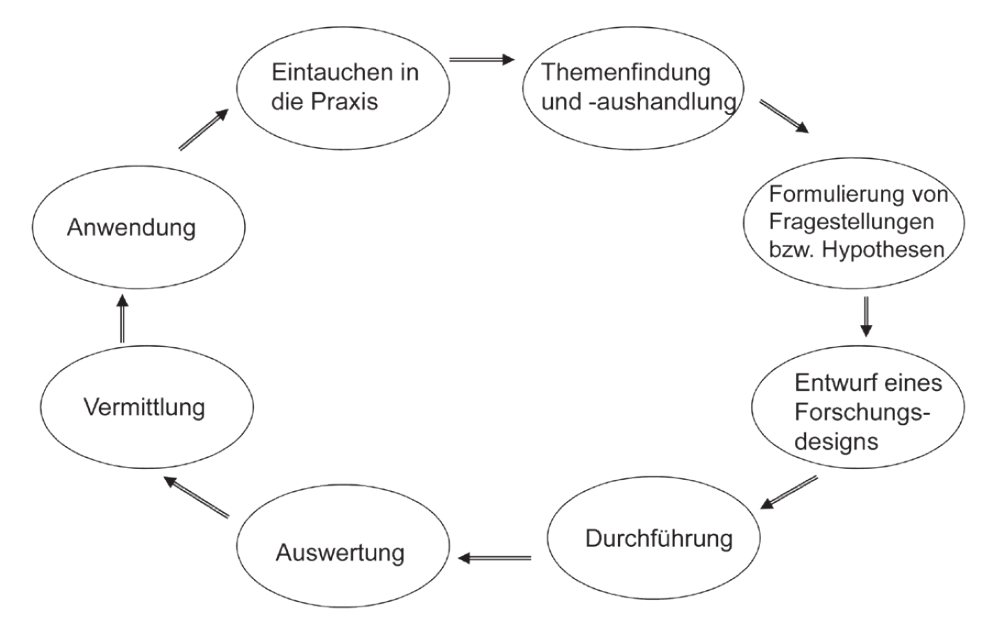 Eintauchen in
die Praxis
Themenfindung
und -aushandlung
Formulierung von
Fragestellungen
bzw. Hypothesen
Entwurf eines
Forschungs-
designs
Durchführung
Auswertung
Vermittlung
Anwendung